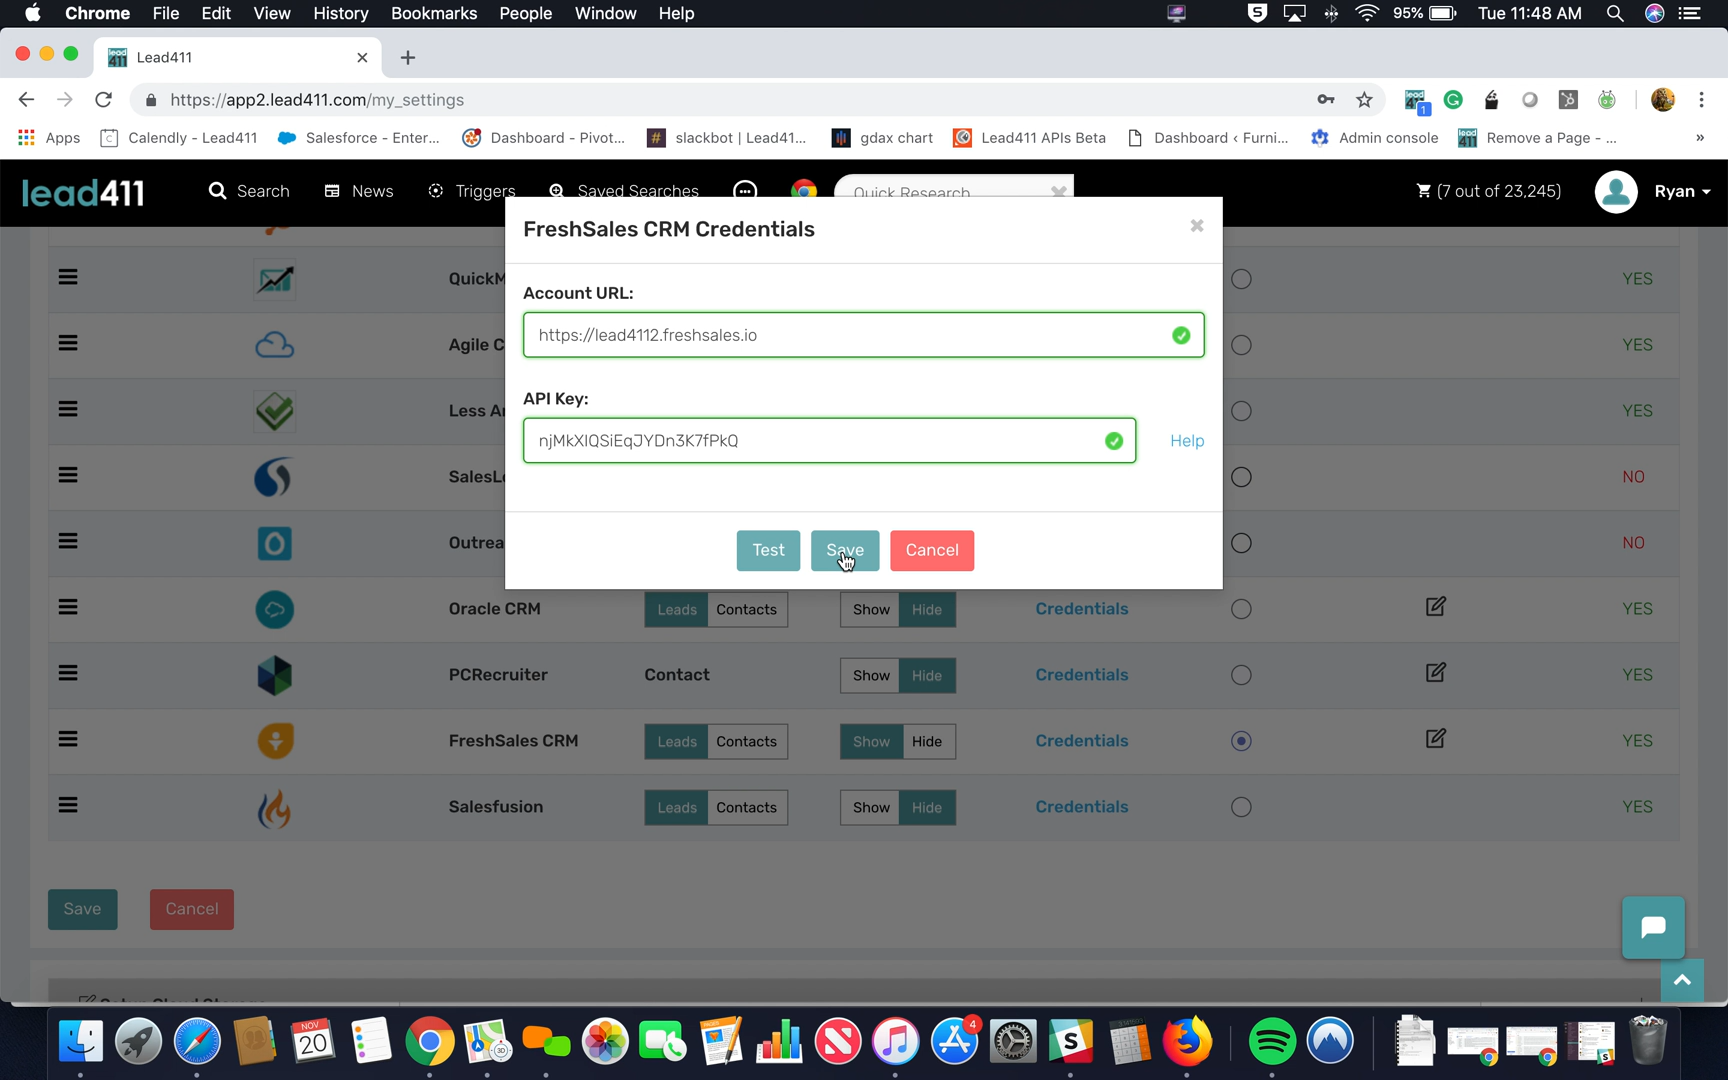 Chrome File Edit View History Bookmarks People Window Help 95% Tue 11:48 AM
Lead411
https://app2.lead411.com/my_settings
Apps Calendly - Lead411 Salesforce - Enter... Dashboard - Pivot... slackbot | Lead41... gdax chart Lead411 APIs Beta Dashboard ‹ Furni... Admin console Remove a Page - ... »
lead411 Search News Triggers Saved Searches Quick Research (7 out of 23,245) Ryan
FreshSales CRM Credentials
QuickM YES
Account URL:
https://lead4112.freshsales.io
Agile C YES
API Key:
Less A YES
njMkXIQSiEqJYDn3K7fPkQ Help
SalesL NO
Outrea NO
Test Save Cancel
Oracle CRM Leads Contacts Show Hide Credentials YES
PCRecruiter Contact Show Hide Credentials YES
FreshSales CRM Leads Contacts Show Hide Credentials YES
Salesfusion Leads Contacts Show Hide Credentials YES
Save Cancel
NOV
20
3D
PAGES
4